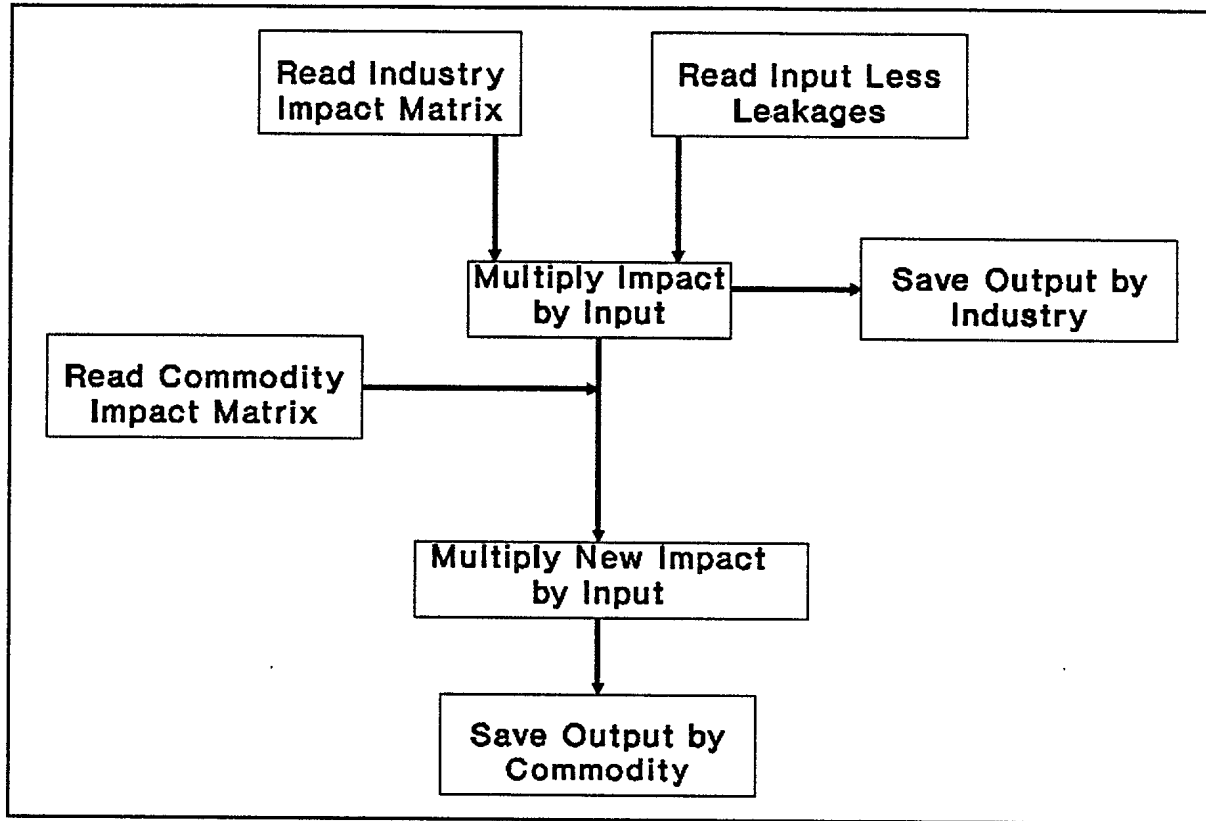 Read Industry
Impact Matrix
Read Input Less
Leakages
Multiply Impact
by Input
Save Output by
Industry
Read Commodity
Impact Matrix
Multiply New Impact
by Input
Save Output by
Commodity